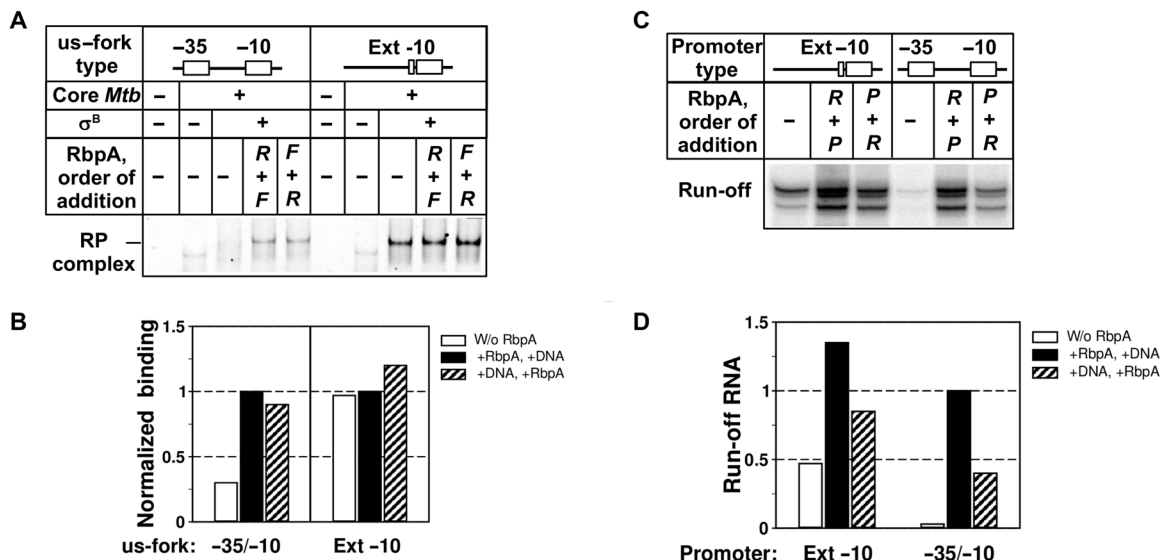 A
us–fork type
–35 –10
Ext -10
Core Mtb – + – +
σB – – + – – +
RbpA, order of addition – – – R + F F + R – – – R + F F + R
RP complex
B
Normalized binding
1.5
1
0.5
0
W/o RbpA
+RbpA, +DNA
+DNA, +RbpA
us-fork: –35/–10 Ext –10
C
Promoter type
Ext –10
–35 –10
RbpA, order of addition – R + P P + R – R + P P + R
Run-off
D
Run-off RNA
1.5
1
0.5
0
W/o RbpA
+RbpA, +DNA
+DNA, +RbpA
Promoter: Ext –10 –35/–10